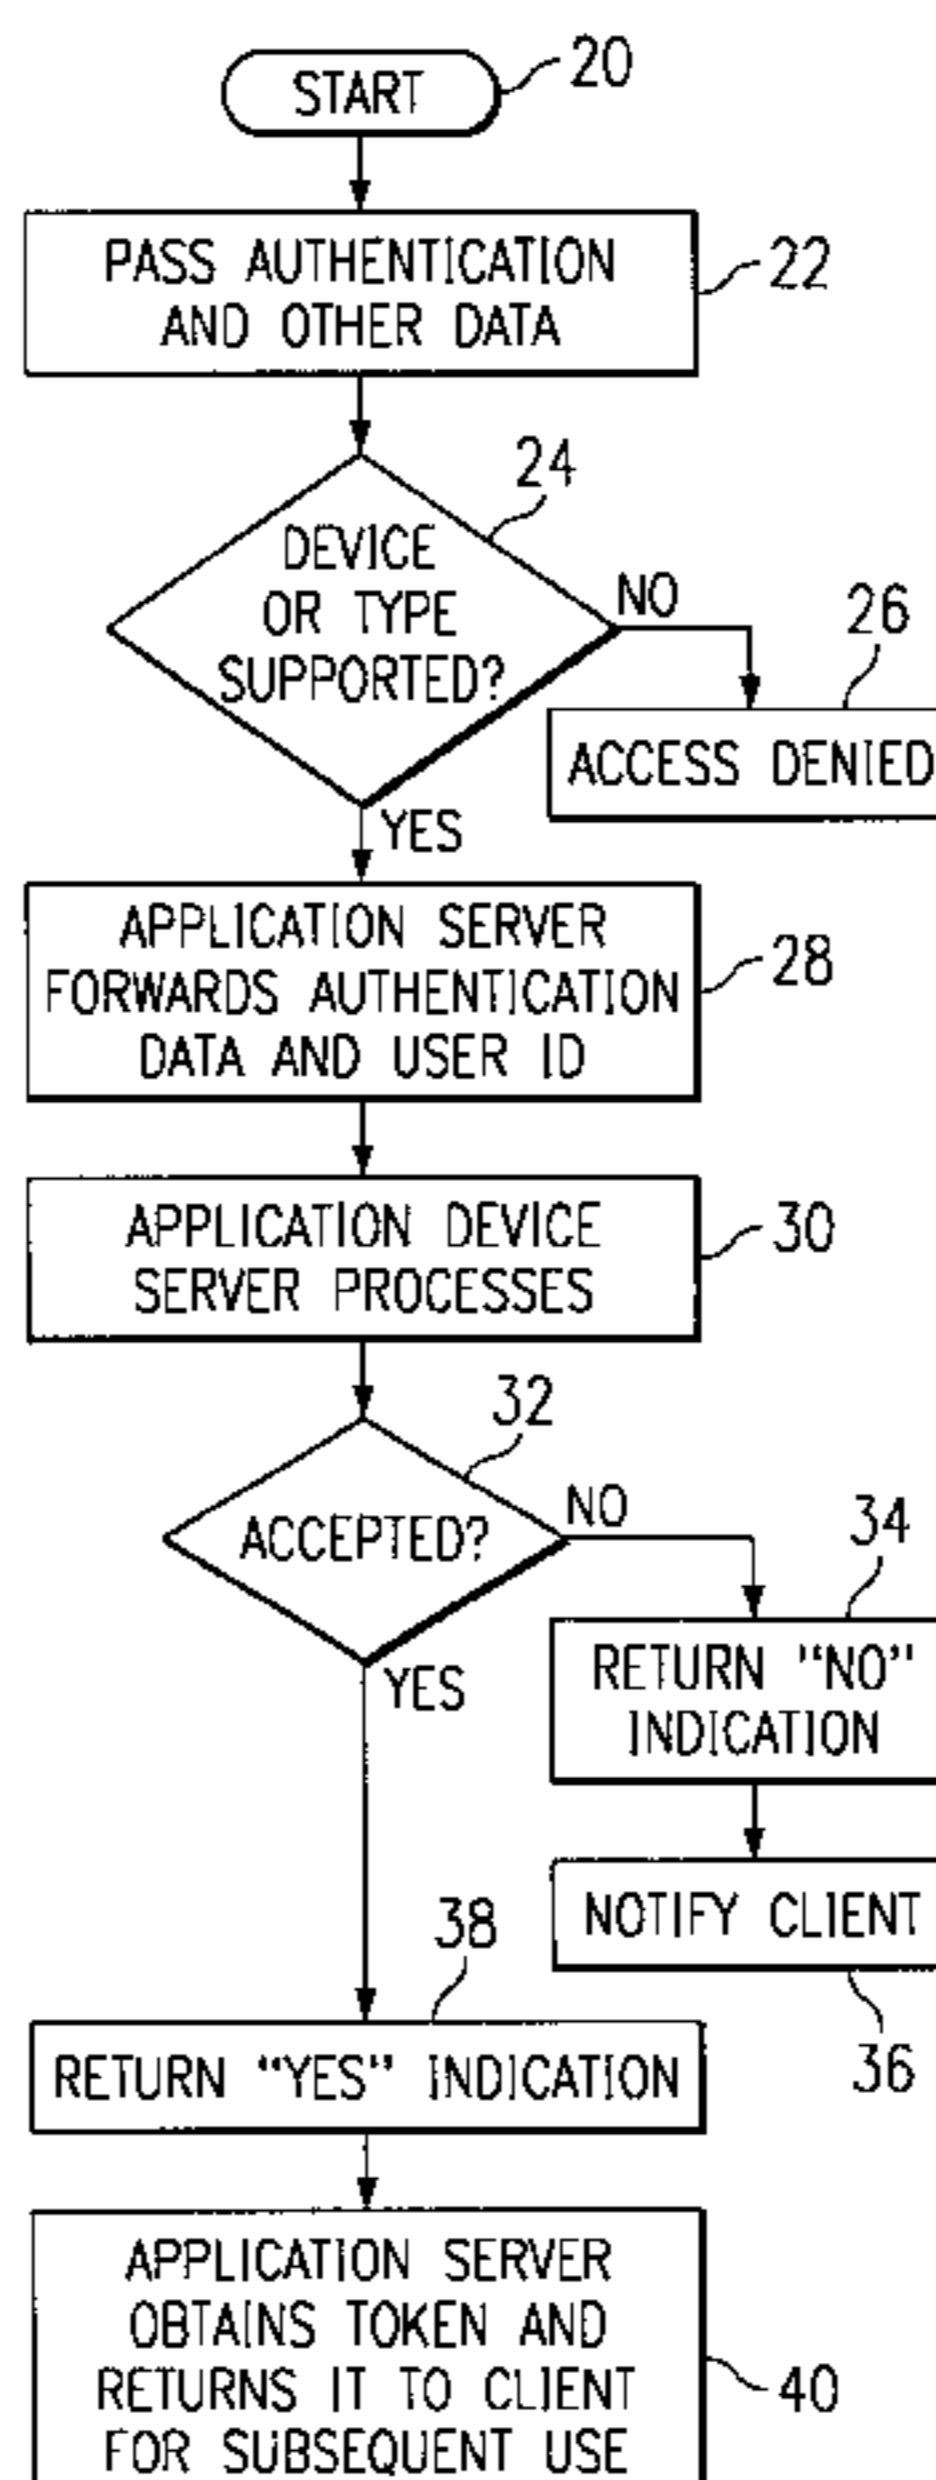 START
20
PASS AUTHENTICATION
AND OTHER DATA
22
24
DEVICE
OR TYPE
SUPPORTED?
NO
26
ACCESS DENIED
YES
APPLICATION SERVER
FORWARDS AUTHENTICATION
DATA AND USER ID
28
APPLICATION DEVICE
SERVER PROCESSES
30
32
ACCEPTED?
NO
34
RETURN "NO"
INDICATION
YES
NOTIFY CLIENT
36
38
RETURN "YES" INDICATION
APPLICATION SERVER
OBTAINS TOKEN AND
RETURNS IT TO CLIENT
FOR SUBSEQUENT USE
40